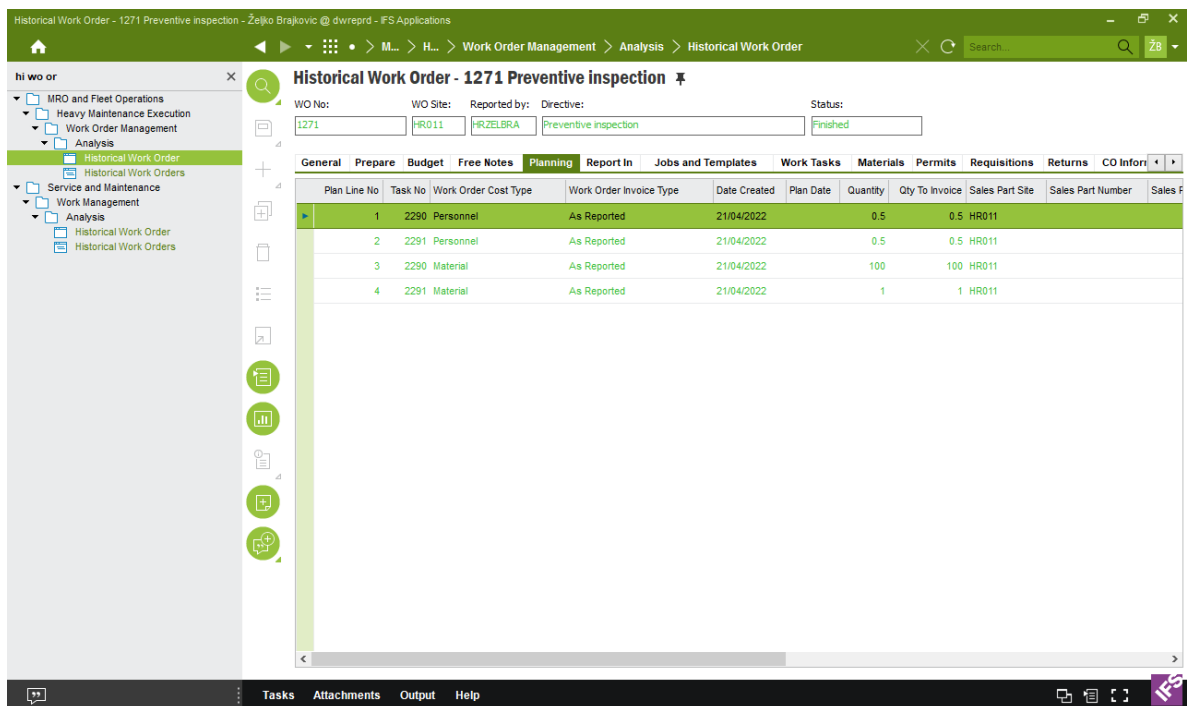 Historical Work Order - 1271 Preventive inspection - Željko Brajkovic @ dwreprd - IFS Applications
M... > H... > Work Order Management > Analysis > Historical Work Order
Search...
ŽB
hi wo or
MRO and Fleet Operations
Heavy Maintenance Execution
Work Order Management
Analysis
Historical Work Order
Historical Work Orders
Service and Maintenance
Work Management
Analysis
Historical Work Order
Historical Work Orders
Historical Work Order - 1271 Preventive inspection
WO No: WO Site: Reported by: Directive: Status:
1271 HR011 HRZELBRA Preventive inspection Finished
General Prepare Budget Free Notes Planning Report In Jobs and Templates Work Tasks Materials Permits Requisitions Returns CO Inforr
Plan Line No Task No Work Order Cost Type Work Order Invoice Type Date Created Plan Date Quantity Qty To Invoice Sales Part Site Sales Part Number Sales P
1 2290 Personnel As Reported 21/04/2022 0.5 0.5 HR011
2 2291 Personnel As Reported 21/04/2022 0.5 0.5 HR011
3 2290 Material As Reported 21/04/2022 100 100 HR011
4 2291 Material As Reported 21/04/2022 1 1 HR011
Tasks Attachments Output Help
IFS